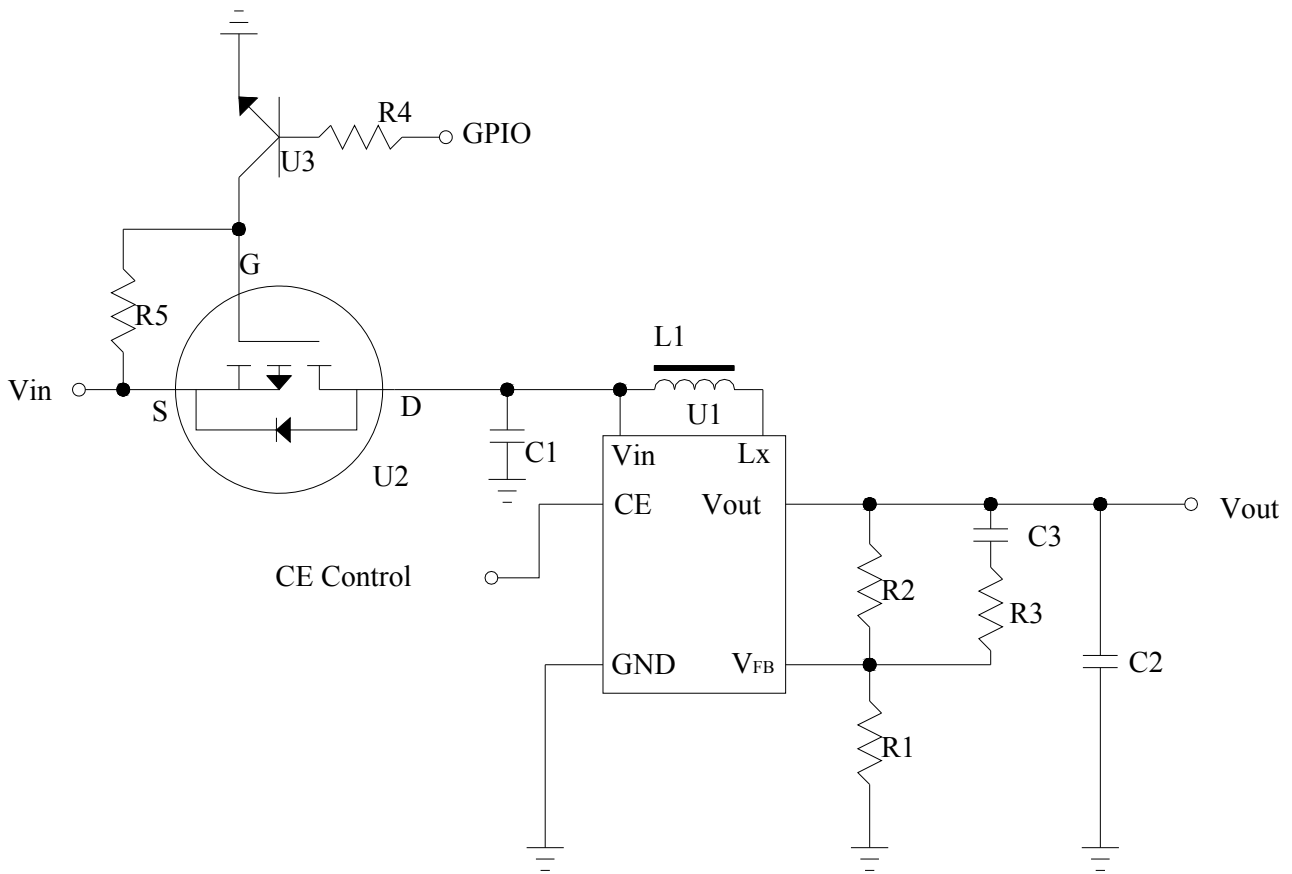 R4
GPIO
U3
G
R5
L1
Vin
S
D
U1
C1
Vin
Lx
U2
CE
Vout
Vout
C3
CE Control
R2
R3
GND
VFB
C2
R1